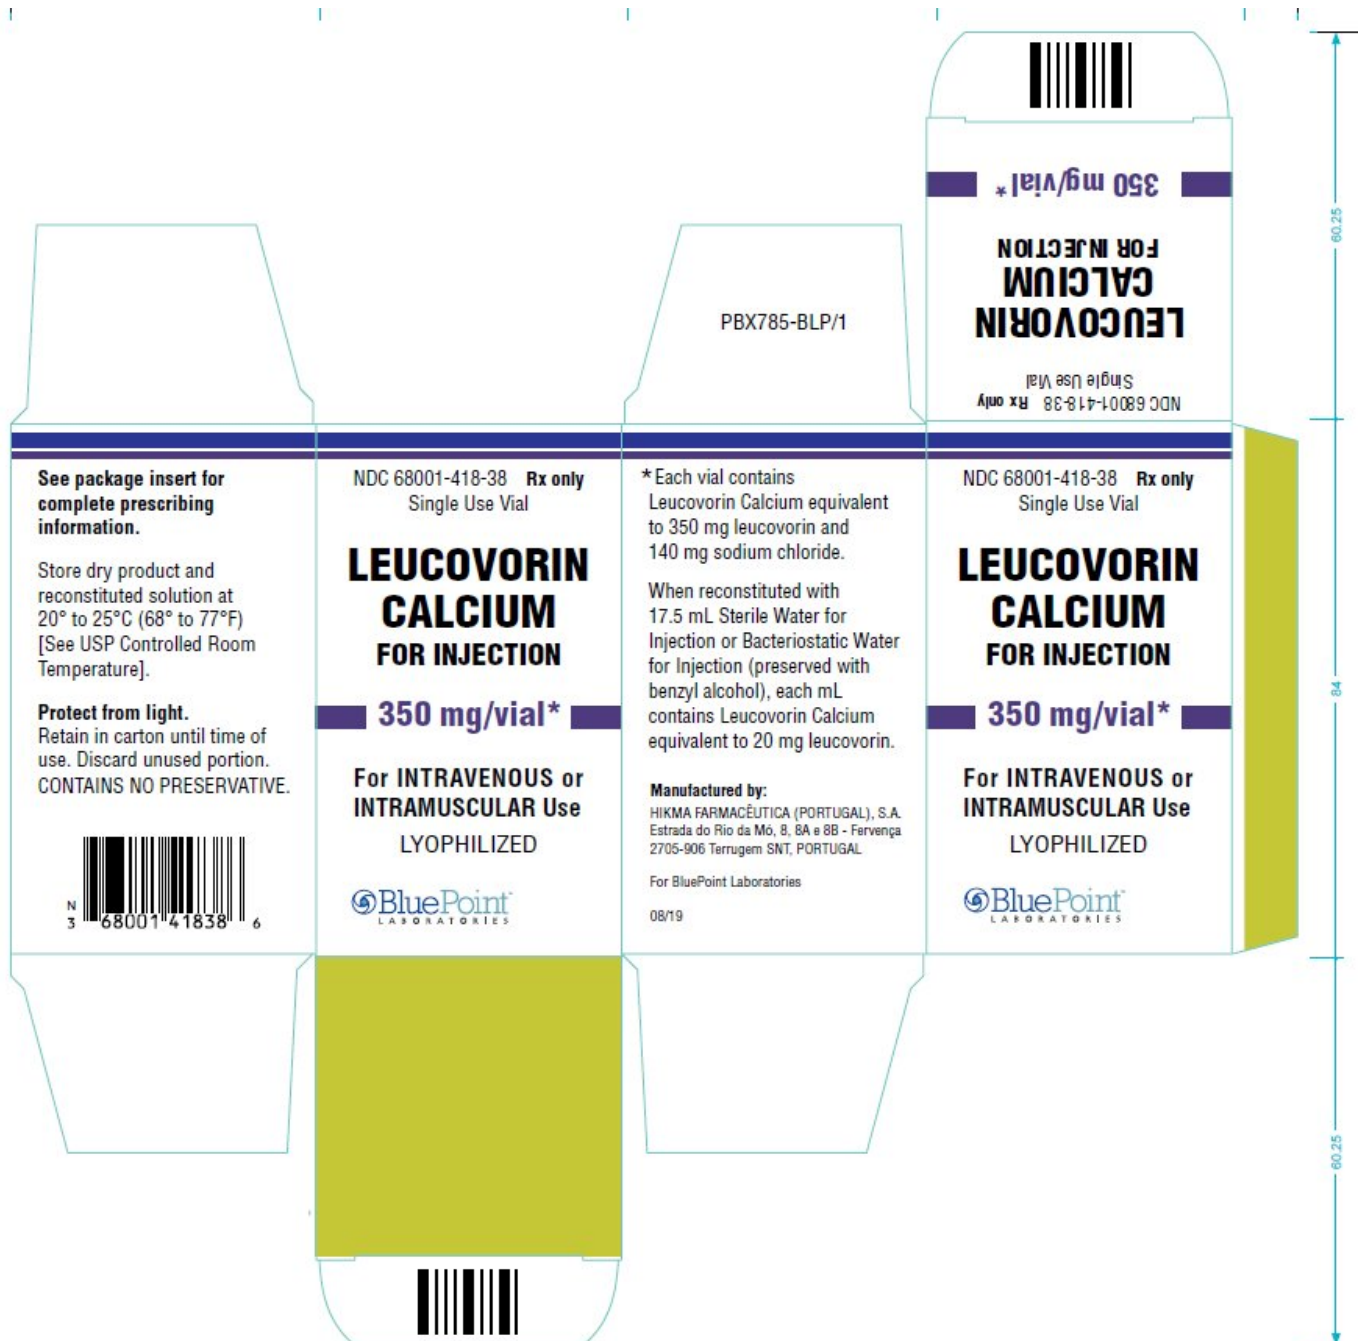 350 mg/vial*
FOR INJECTION
CALCIUM
LEUCOVORIN
Single Use Vial
NDC 68001-418-38 Rx only
PBX785-BLP/1
See package insert for
complete prescribing
information.
Store dry product and
reconstituted solution at
20° to 25°C (68° to 77°F)
[See USP Controlled Room
Temperature].
Protect from light.
Retain in carton until time of
use. Discard unused portion.
CONTAINS NO PRESERVATIVE.
N
3 68001 41838 6
NDC 68001-418-38 Rx only
Single Use Vial
LEUCOVORIN
CALCIUM
FOR INJECTION
350 mg/vial*
For INTRAVENOUS or
INTRAMUSCULAR Use
LYOPHILIZED
BluePoint™
LABORATORIES
* Each vial contains
Leucovorin Calcium equivalent
to 350 mg leucovorin and
140 mg sodium chloride.
When reconstituted with
17.5 mL Sterile Water for
Injection or Bacteriostatic Water
for Injection (preserved with
benzyl alcohol), each mL
contains Leucovorin Calcium
equivalent to 20 mg leucovorin.
Manufactured by:
HIKMA FARMACÊUTICA (PORTUGAL), S.A.
Estrada do Rio da Mó, 8, 8A e 8B - Fervença
2705-906 Terrugem SNT, PORTUGAL
For BluePoint Laboratories
08/19
NDC 68001-418-38 Rx only
Single Use Vial
LEUCOVORIN
CALCIUM
FOR INJECTION
350 mg/vial*
For INTRAVENOUS or
INTRAMUSCULAR Use
LYOPHILIZED
BluePoint™
LABORATORIES
60.25
84
60.25